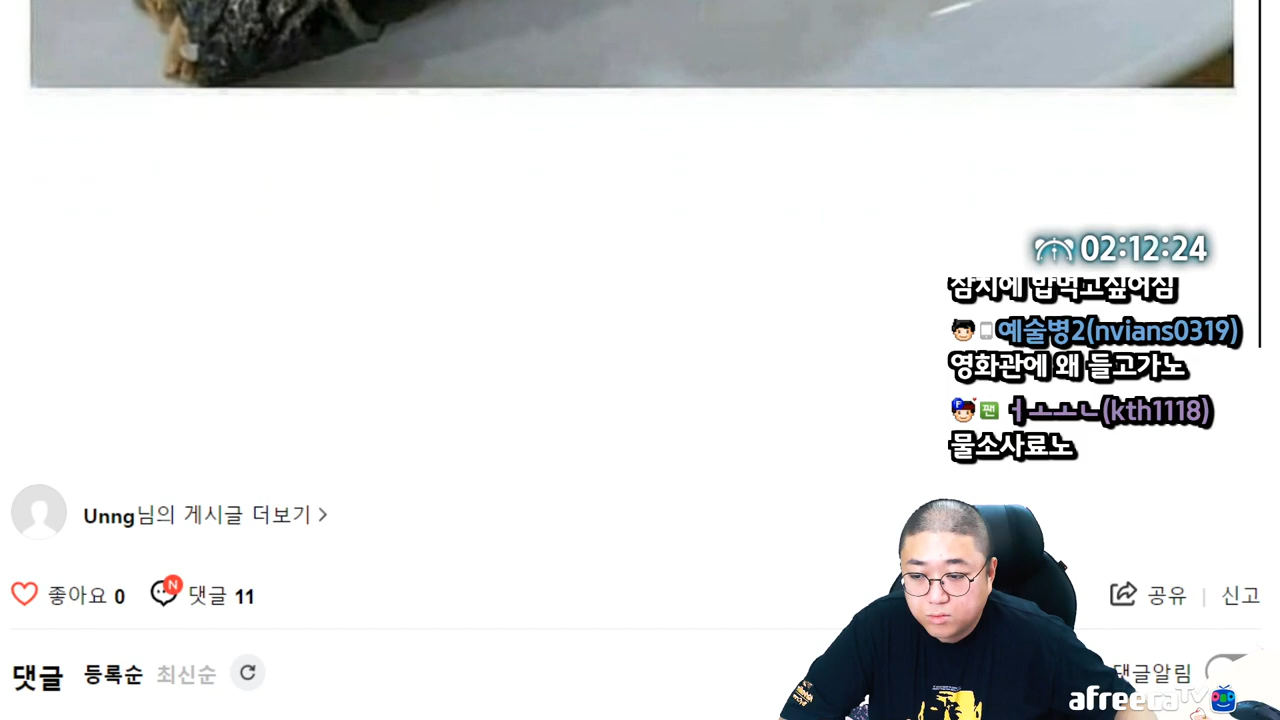 02:12:24
참치에 밥먹고싶어짐
예술병2(nvians0319)
영화관에 왜 들고가노
짼 ㅓㅗㅗㄴ(kth1118)
물소사료노
Unng님의 게시글 더보기 >
좋아요 0 N 댓글 11
공유 | 신고
댓글 등록순 최신순
댓글알림
afreecaTV